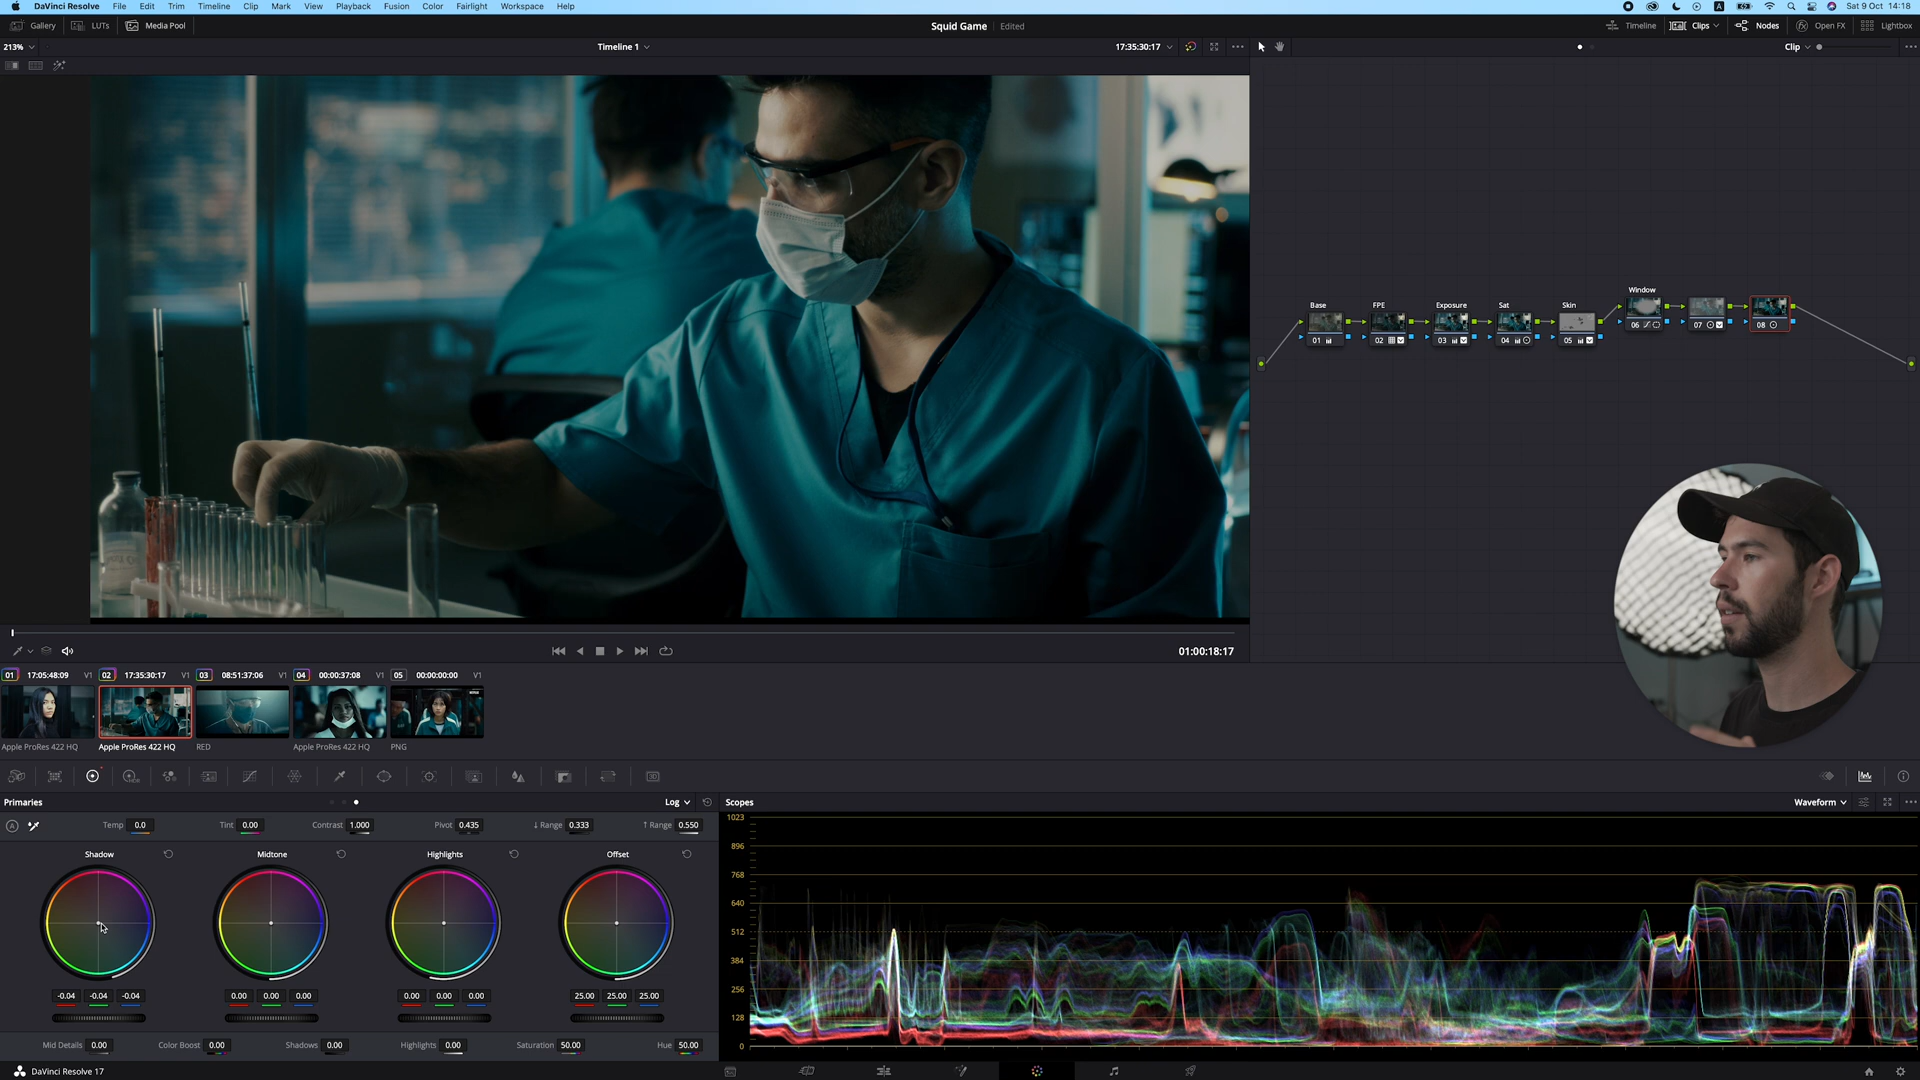 DaVinci Resolve File Edit Trim Timeline Clip Mark View Playback Fusion Color Fairlight Workspace Help
A
Sat 9 Oct 14:18
Gallery LUTs Media Pool
Squid Game Edited
Timeline Clips Nodes Open FX Lightbox
213%
Timeline 1
17:35:30:17
Clip
Window
Base FPE Exposure Sat Skin
06 07 08
01 02 03 04 05
01:00:18:17
01 17:05:48:09 V1
02 17:35:30:17 V1
03 08:51:37:06 V1
04 00:00:37:08 V1
05 00:00:00:00 V1
Apple ProRes 422 HQ
Apple ProRes 422 HQ
RED
Apple ProRes 422 HQ
PNG
Primaries
Log
Scopes
Waveform
A
Temp 0.0 Tint 0.00 Contrast 1.000 Pivot 0.435 ↓ Range 0.333 ↑ Range 0.550
Shadow Midtone Highlights Offset
-0.04 -0.04 -0.04
0.00 0.00 0.00
0.00 0.00 0.00
25.00 25.00 25.00
Mid Details 0.00 Color Boost 0.00 Shadows 0.00 Highlights 0.00 Saturation 50.00 Hue 50.00
1023
896
768
640
512
384
256
128
0
DaVinci Resolve 17